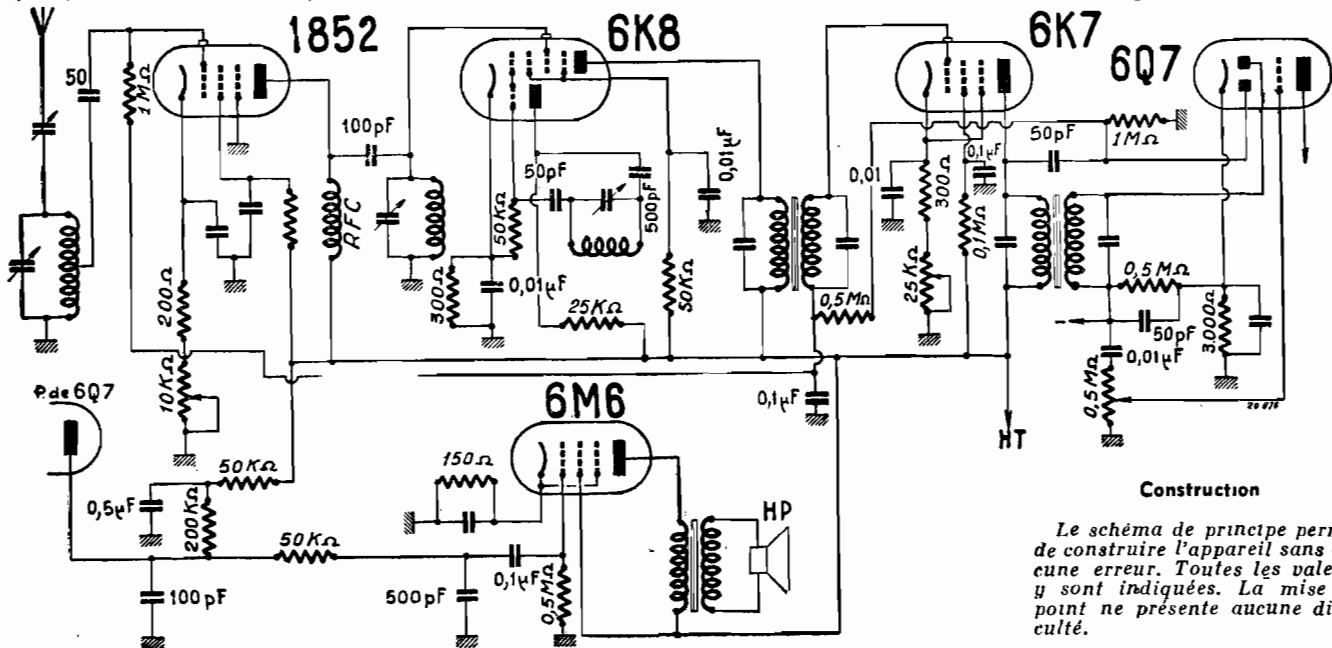 1852
6K8
6K7
6Q7
50
1MΩ
100pF
RFC
200Ω
10KΩ
50pF
50KΩ
500pF
0,01µF
300Ω
0,01µF
25KΩ
50KΩ
0,01
300Ω
25KΩ
0,1µF
0,1MΩ
50pF
1MΩ
0,5MΩ
0,1µF
HT
0,5MΩ
50pF
0,01µF
0,5MΩ
3.000Ω
20 076
P. de 6Q7
0,5µF
200KΩ
50KΩ
50KΩ
100pF
500pF
6M6
150Ω
0,1µF
0,5MΩ
HP
Construction
Le schéma de principe per
de construire l'appareil sans
cune erreur. Toutes les vale
y sont indiquées. La mise
point ne présente aucune di
culté.